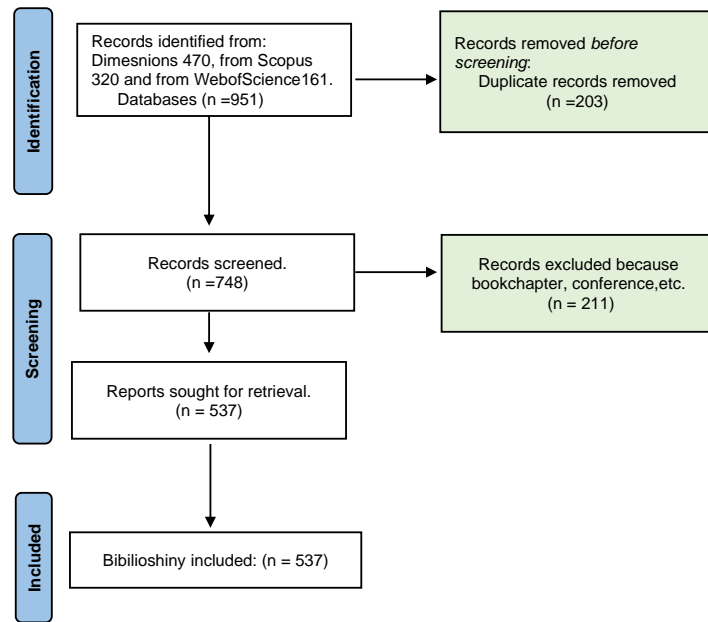 Identification
Records identified from:
Dimesnions 470, from Scopus
320 and from WebofScience161.
Databases (n =951)
Records removed before
screening:
Duplicate records removed
(n =203)
Screening
Records screened.
(n =748)
Records excluded because
bookchapter, conference,etc.
(n = 211)
Reports sought for retrieval.
(n = 537)
Included
Bibilioshiny included: (n = 537)